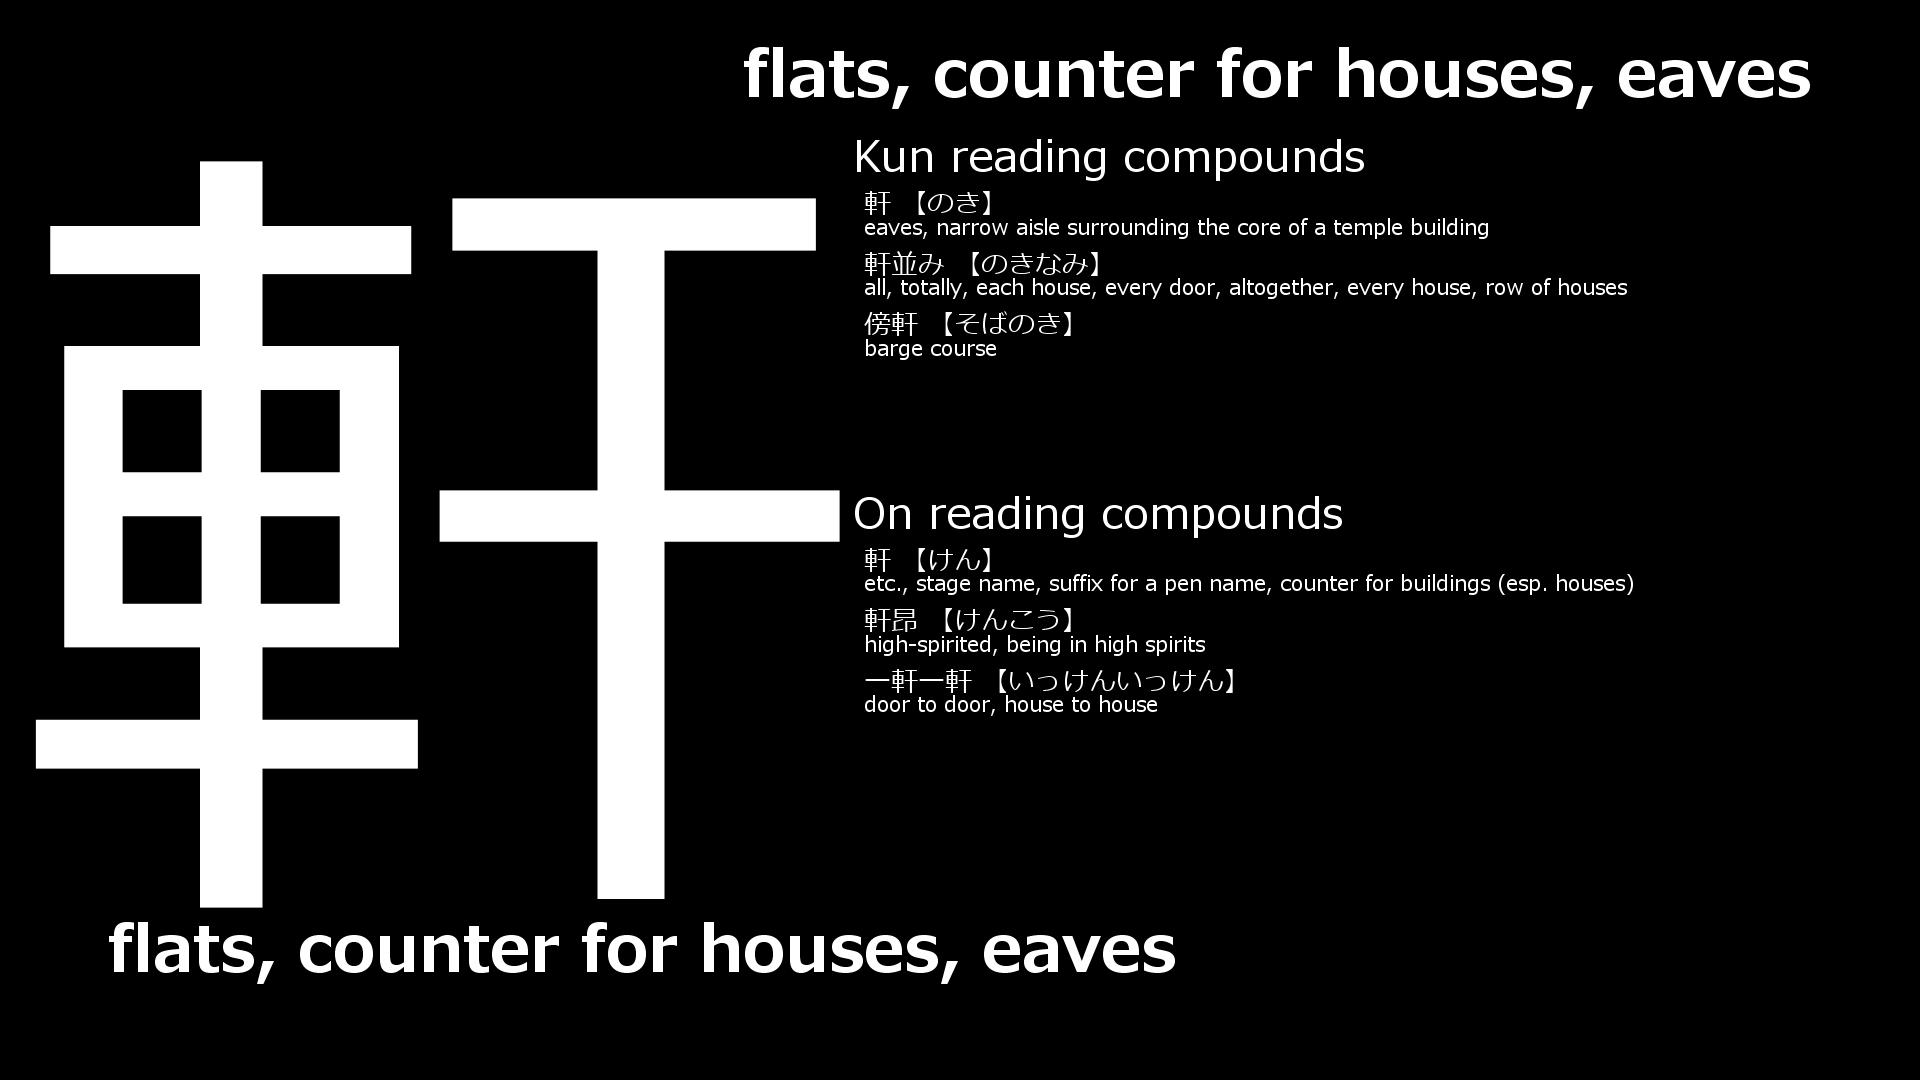 flats, counter for houses, eaves
軒
Kun reading compounds
軒 【のき】
eaves, narrow aisle surrounding the core of a temple building
軒並み 【のきなみ】
all, totally, each house, every door, altogether, every house, row of houses
傍軒 【そばのき】
barge course
On reading compounds
軒 【けん】
etc., stage name, suffix for a pen name, counter for buildings (esp. houses)
軒昂 【けんこう】
high-spirited, being in high spirits
一軒一軒 【いっけんいっけん】
door to door, house to house
flats, counter for houses, eaves